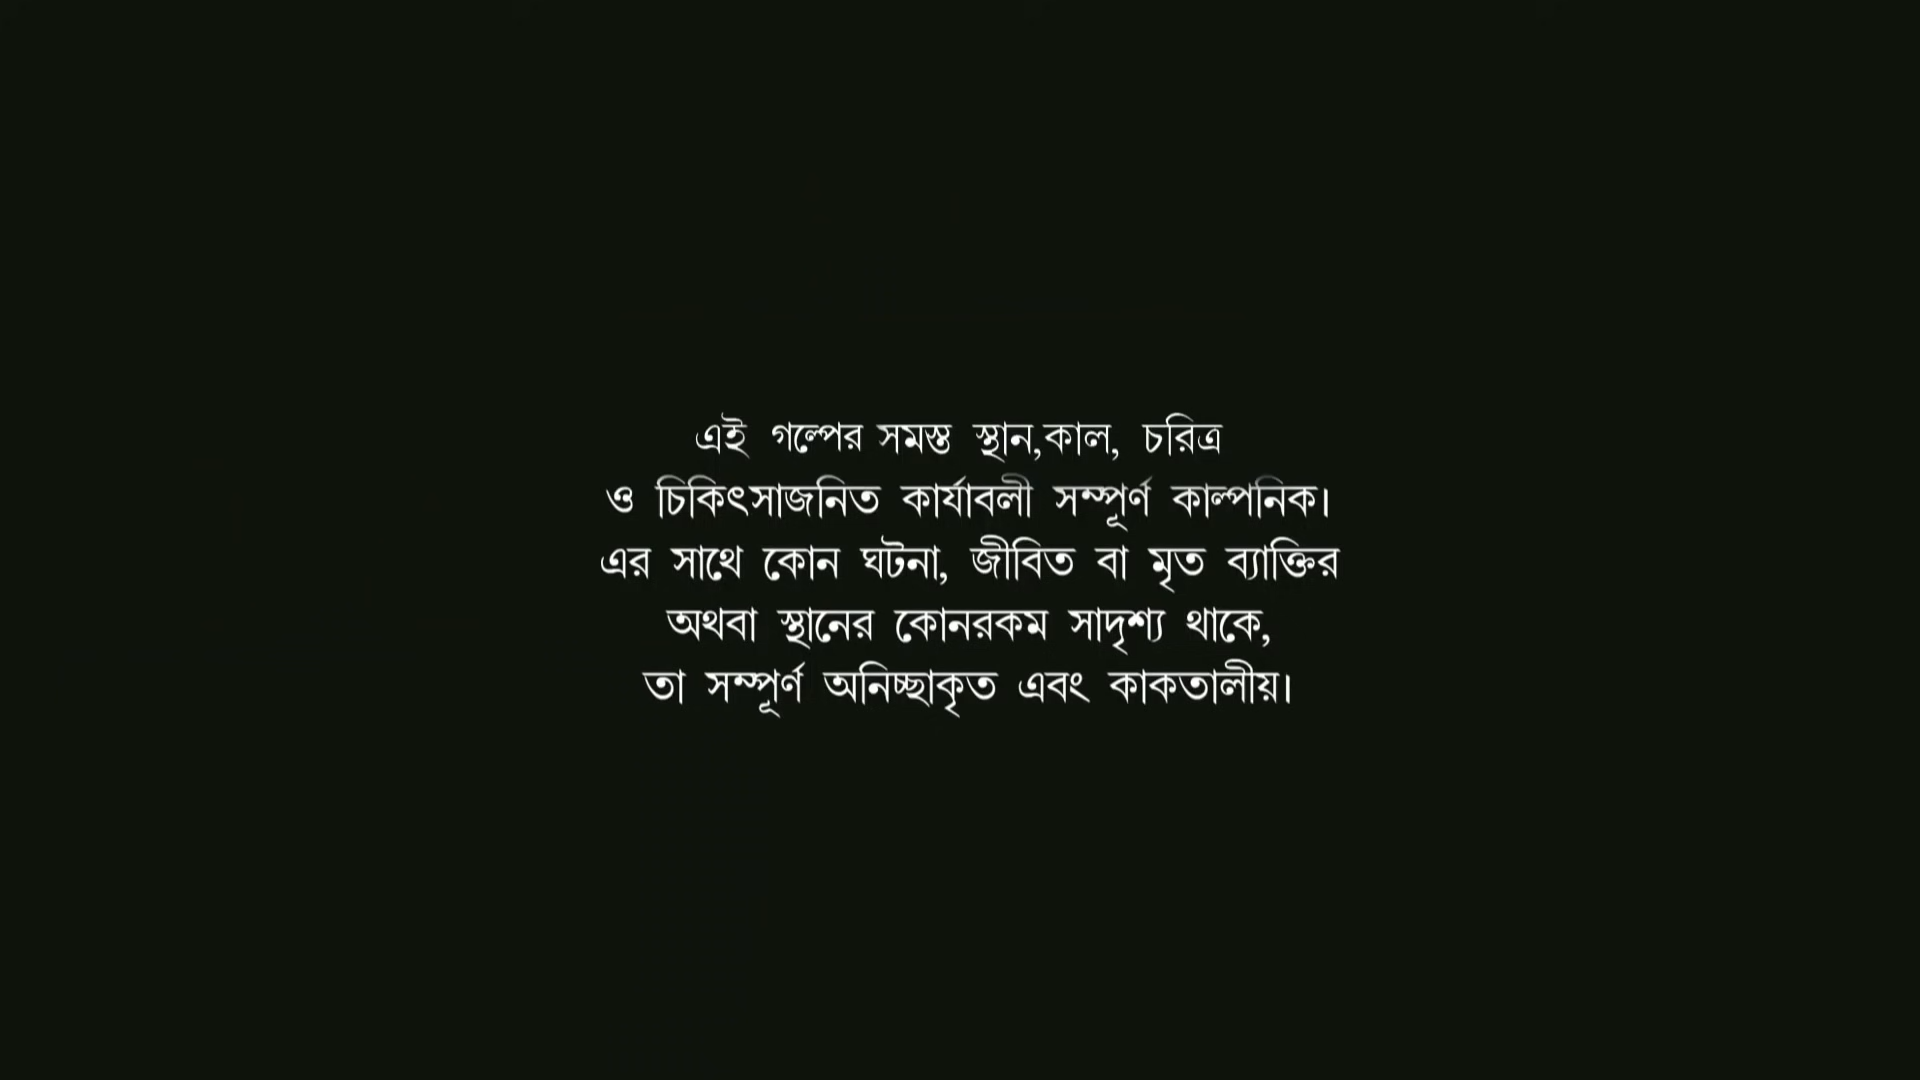 এই গল্পের সমস্ত স্থান,কাল, চরিত্র
ও চিকিৎসাজনিত কার্যাবলী সম্পূর্ণ কাল্পনিক।
এর সাথে কোন ঘটনা, জীবিত বা মৃত ব্যাক্তির
অথবা স্থানের কোনরকম সাদৃশ্য থাকে,
তা সম্পূর্ণ অনিচ্ছাকৃত এবং কাকতালীয়।